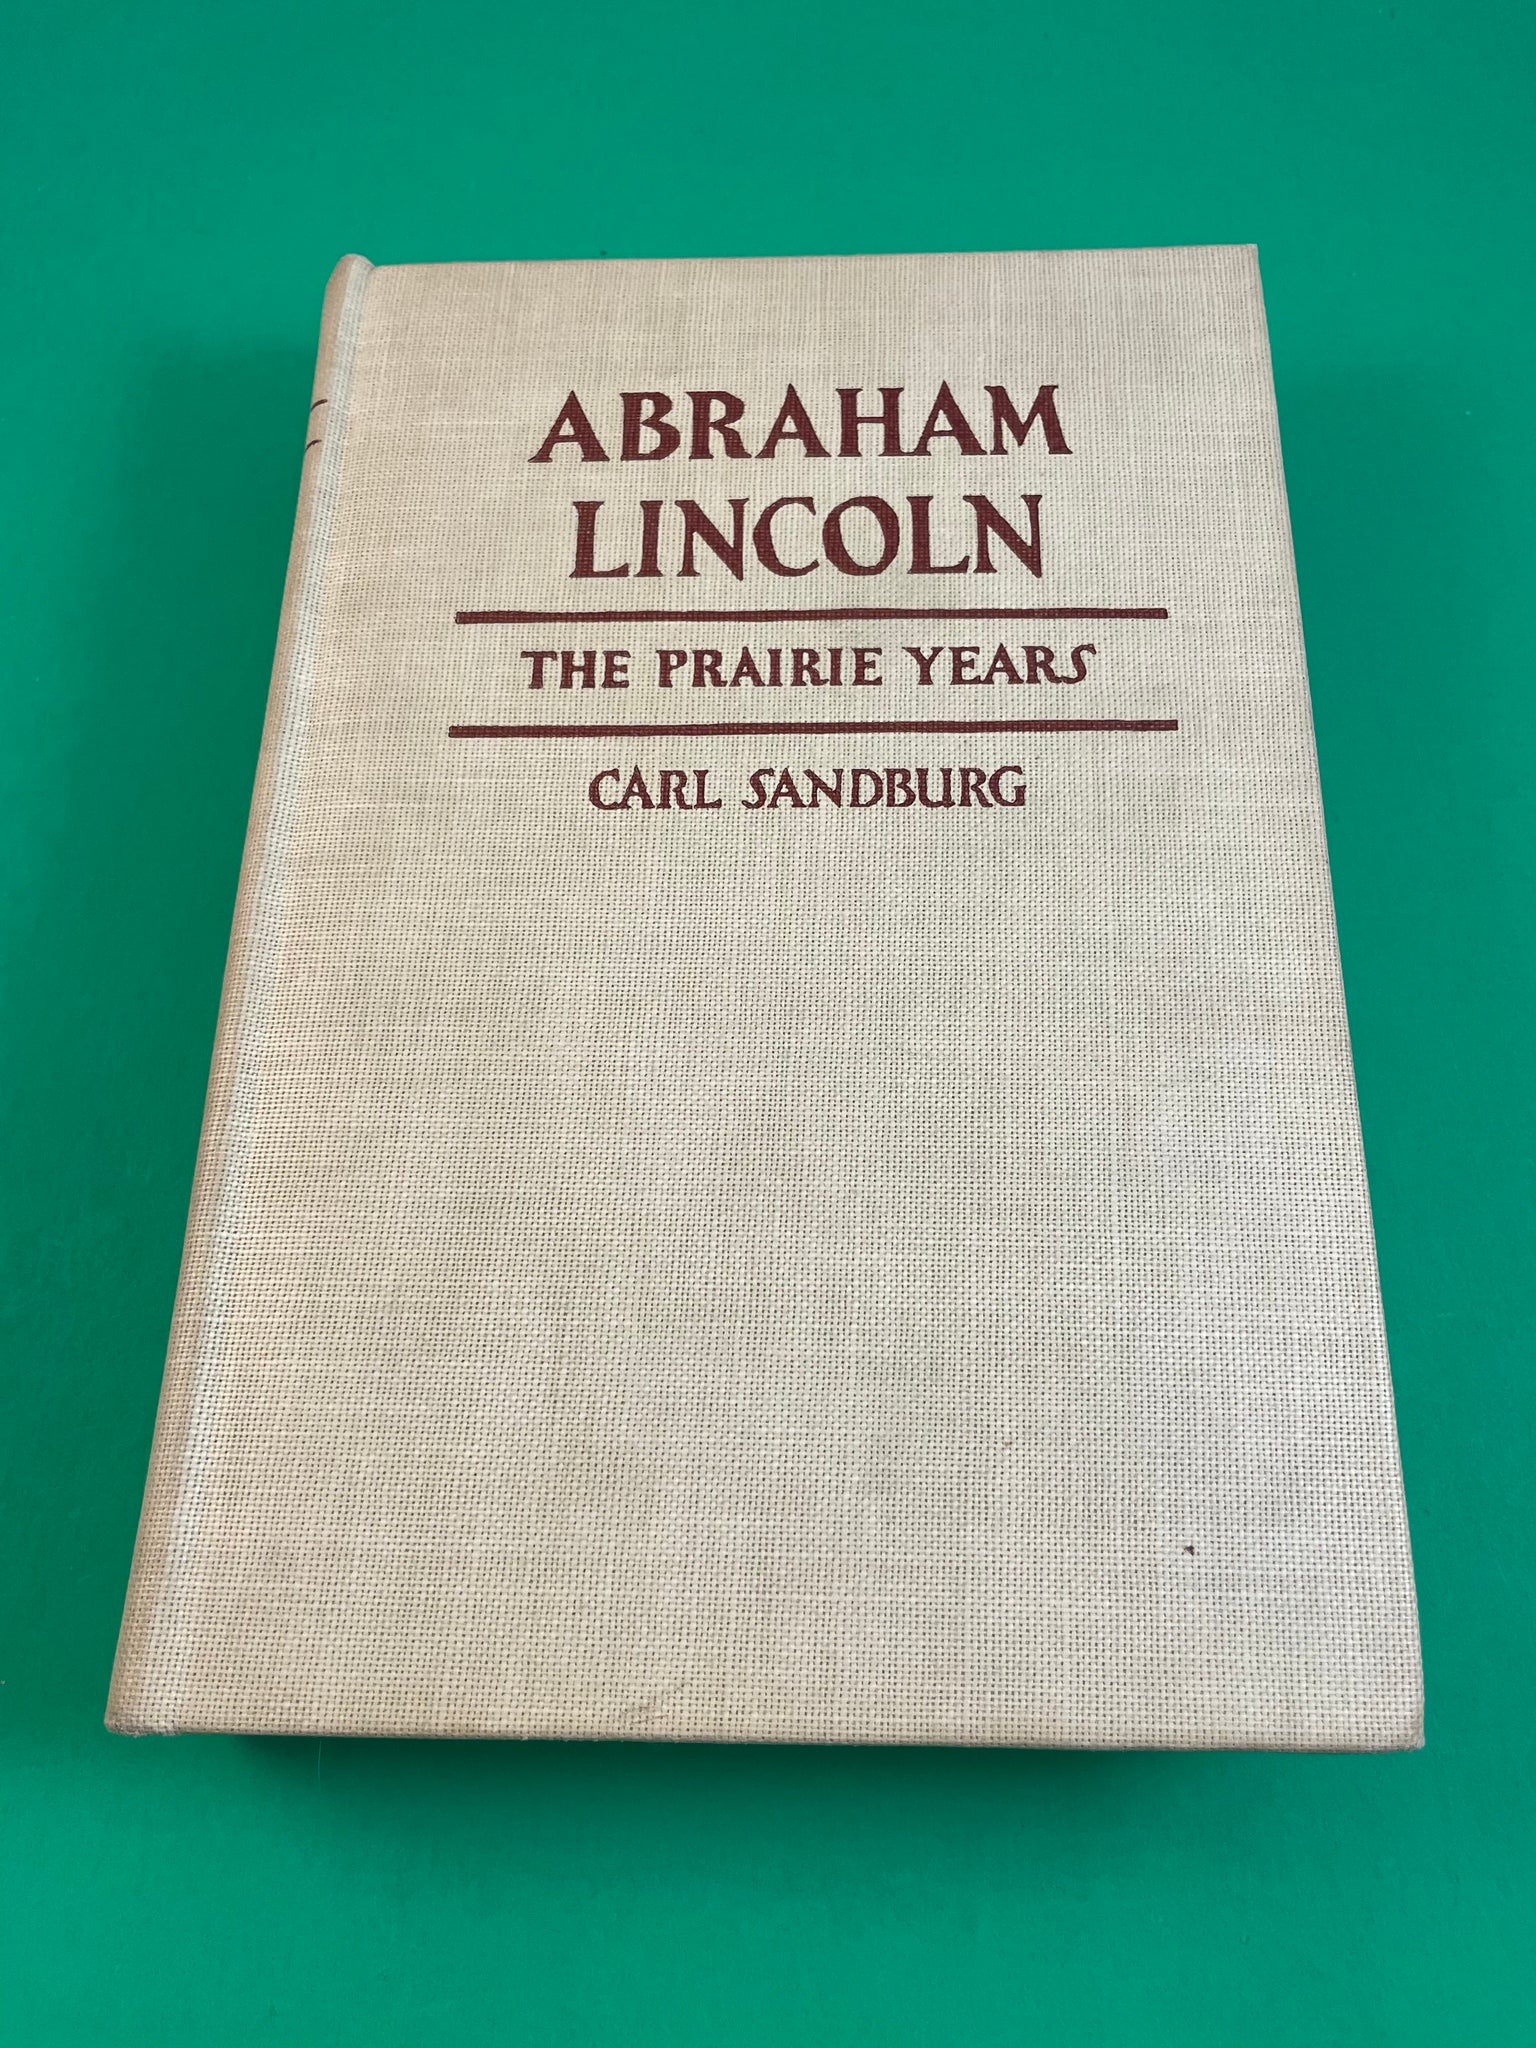 ABRAHAM
LINCOLN
THE PRAIRIE YEARS
CARL SANDBURG